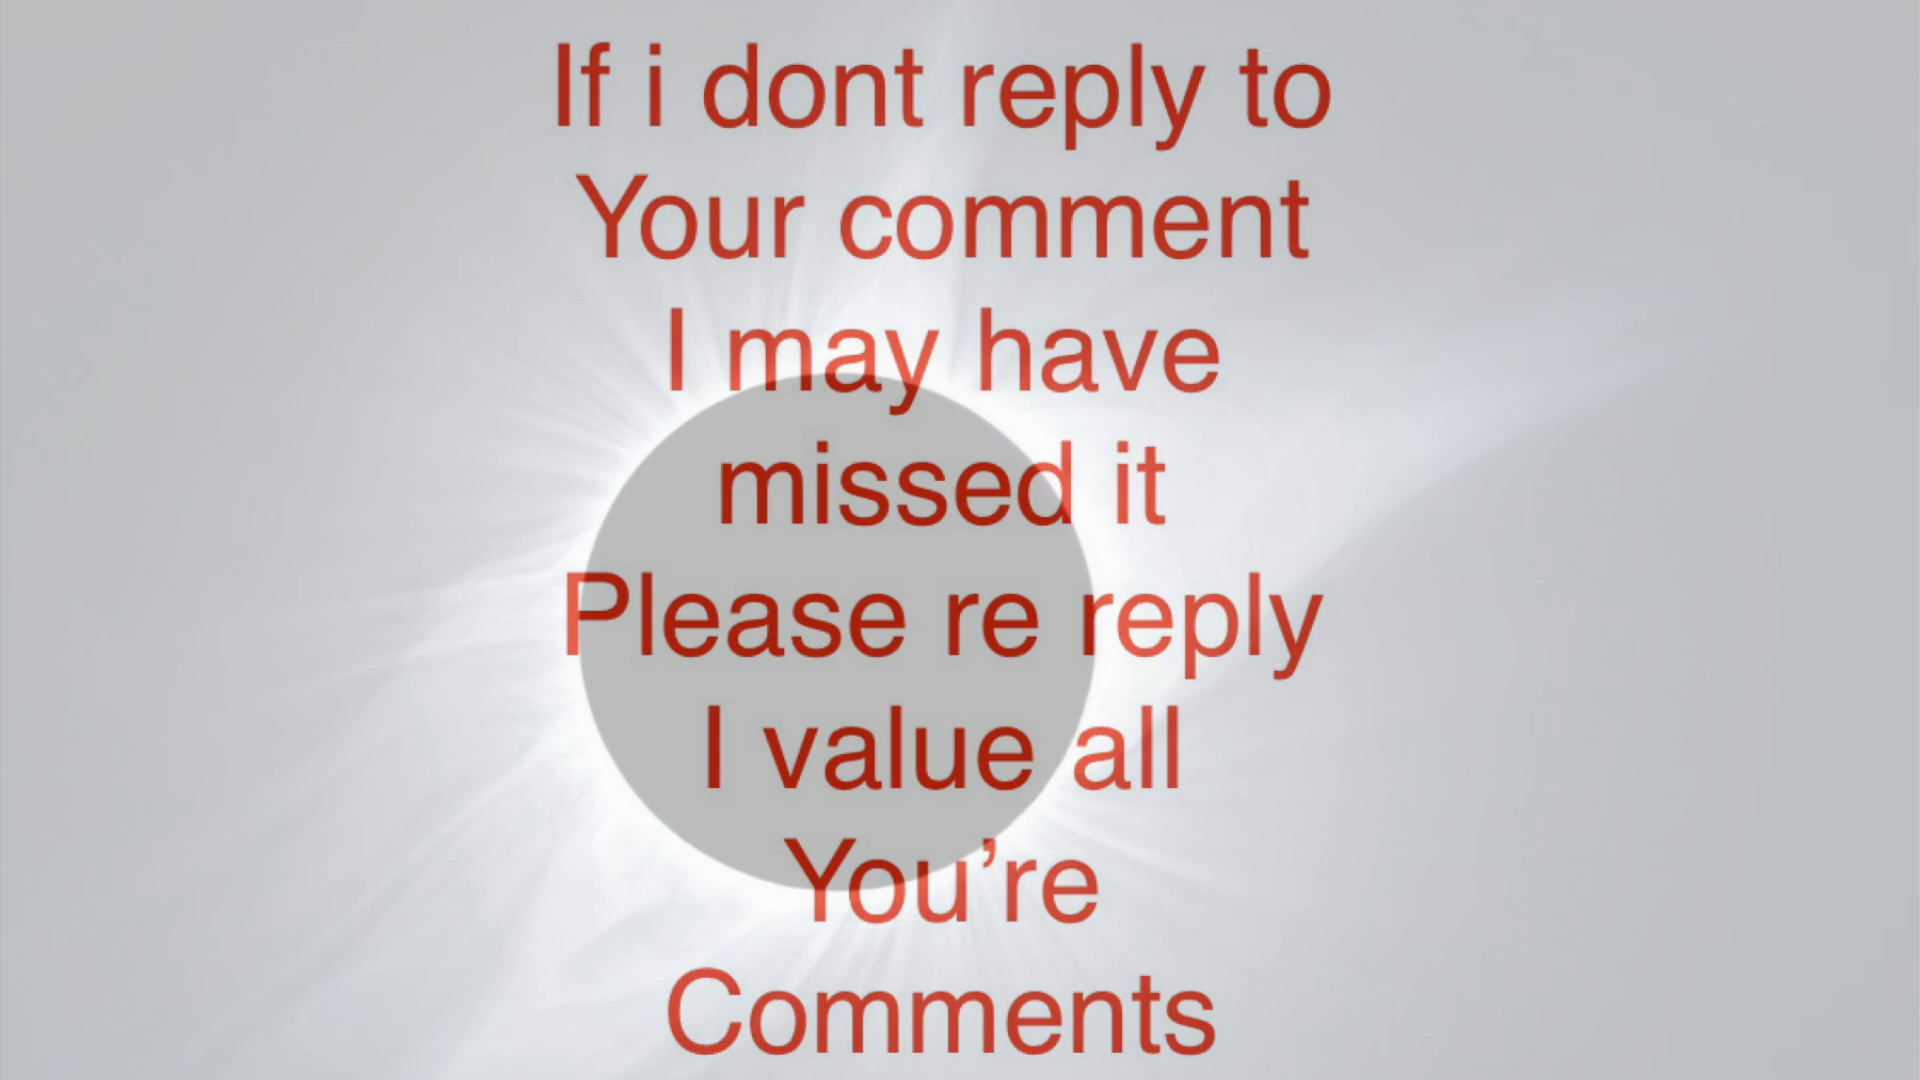 If i dont reply to
Your comment
I may have
missed it
Please re reply
I value all
You’re
Comments